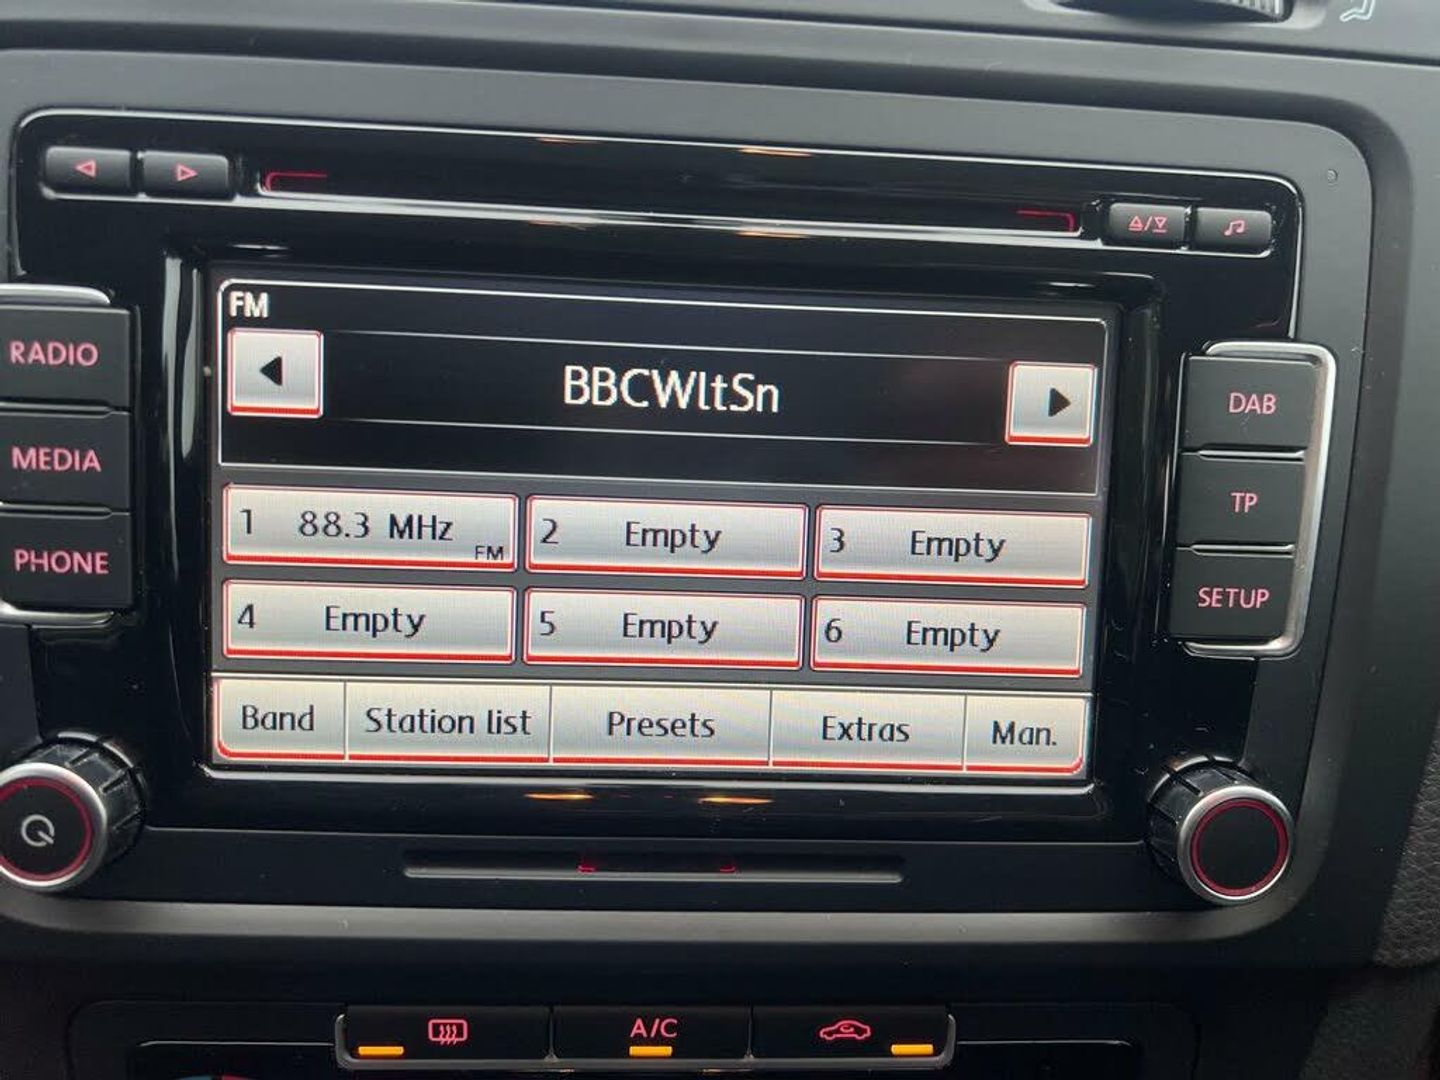 FM
RADIO
BBCWltSn
DAB
MEDIA
1 88.3 MHz FM
2 Empty
3 Empty
TP
PHONE
4 Empty
5 Empty
6 Empty
SETUP
Band
Station list
Presets
Extras
Man.
A/C